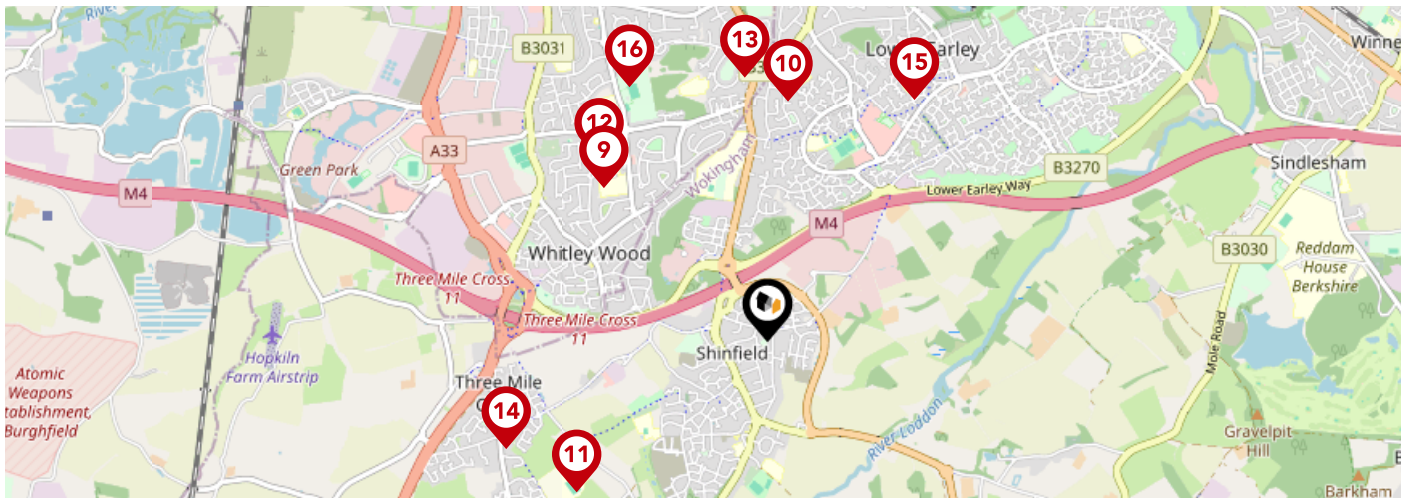 River
B3031
16
13
B3
10
Lower Earley
15
Winne
12
9
A33
Green Park
Wokingham
B3270
Sindlesham
M4
Lower Earley Way
M4
Whitley Wood
B3030
Reddam
House
Berkshire
Three Mile Cross
11
Three Mile Cross
11
Hopkiln
Farm Airstrip
Shinfield
Mole Road
Atomic
Weapons
tablishment,
Burghfield
Three Mile
14
River Loddon
Gravelpit
Hill
11
B
Barkham